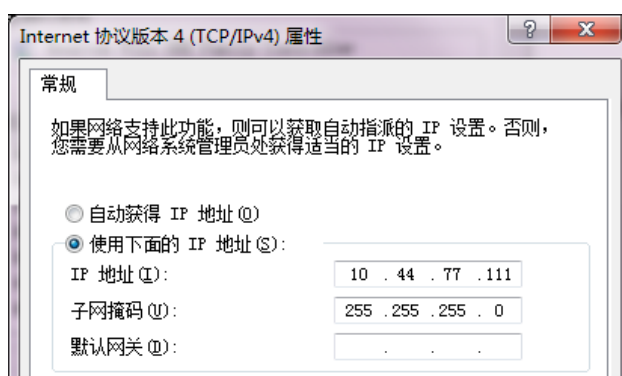 Internet 协议版本 4 (TCP/IPv4) 属性
常规
如果网络支持此功能，则可以获取自动指派的 IP 设置。否则，
您需要从网络系统管理员处获得适当的 IP 设置。
自动获得 IP 地址(O)
使用下面的 IP 地址(S):
IP 地址(I): 10 . 44 . 77 .111
子网掩码(U): 255 .255 .255 . 0
默认网关(D): . . .